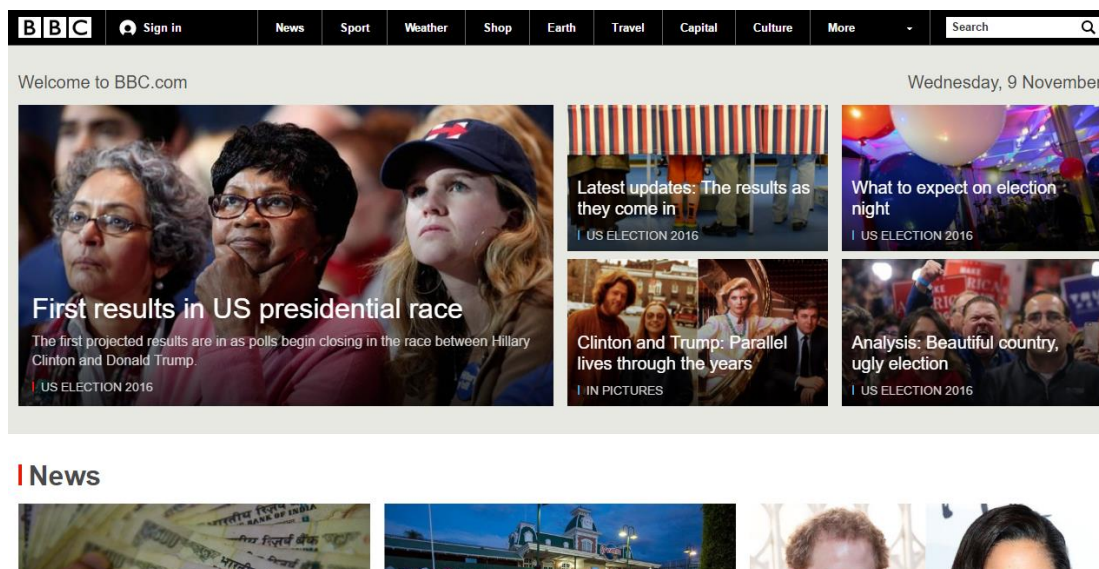 BBC
Sign in
News
Sport
Weather
Shop
Earth
Travel
Capital
Culture
More
Search
Welcome to BBC.com
Wednesday, 9 November
First results in US presidential race
The first projected results are in as polls begin closing in the race between Hillary
Clinton and Donald Trump.
US ELECTION 2016
Latest updates: The results as
they come in
US ELECTION 2016
What to expect on election
night
US ELECTION 2016
Clinton and Trump: Parallel
lives through the years
IN PICTURES
Analysis: Beautiful country,
ugly election
US ELECTION 2016
News
BANK OF INDIA